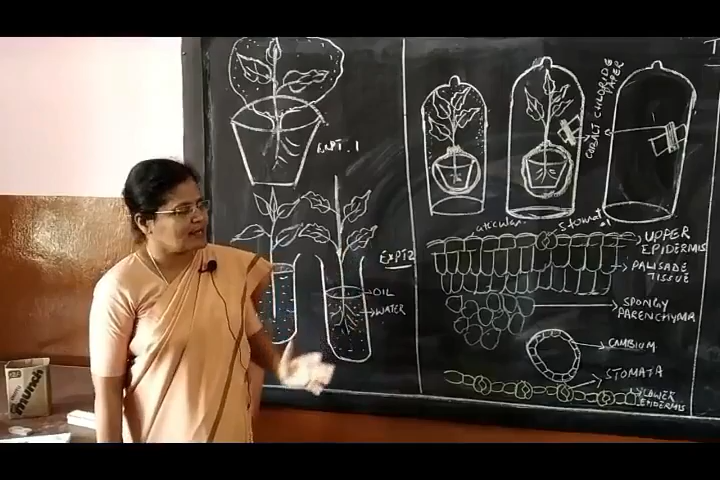 EXPT. 1
EXPT 2
OIL
WATER
COBALT CHLORIDE
PAPER
stomata
UPPER
EPIDERMIS
PALISADE
TISSUE
SPONGY
PARENCHYMA
CAMBIUM
STOMATA
LOWER
EPIDERMIS
munch